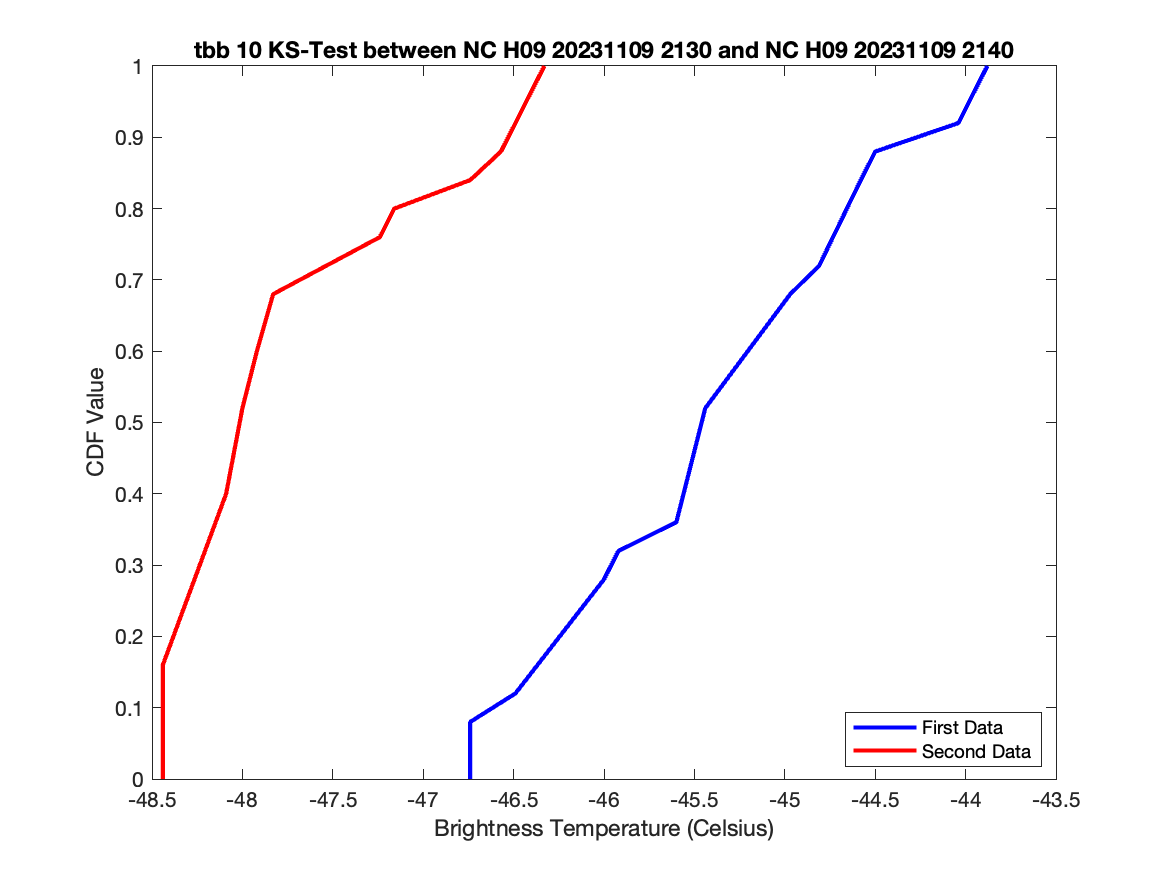 tbb 10 KS-Test between NC H09 20231109 2130 and NC H09 20231109 2140
1
0.9
0.8
0.7
0.6
0.5
0.4
0.3
0.2
0.1
0
CDF Value
First Data
Second Data
-48.5 -48 -47.5 -47 -46.5 -46 -45.5 -45 -44.5 -44 -43.5
Brightness Temperature (Celsius)